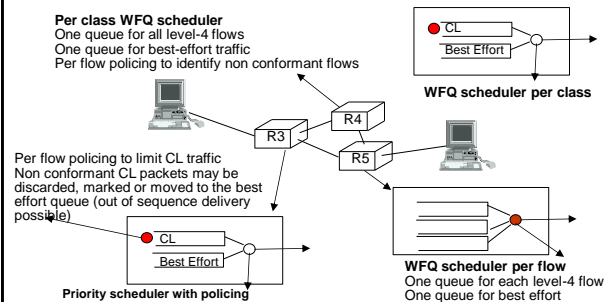 Per class WFQ scheduler
One queue for all level-4 flows
One queue for best-effort traffic
Per flow policing to identify non conformant flows
CL
Best Effort
WFQ scheduler per class
R4
R3
R5
Per flow policing to limit CL traffic
Non conformant CL packets may be
discarded, marked or moved to the best
effort queue (out of sequence delivery
possible)
CL
Best Effort
Priority scheduler with policing
WFQ scheduler per flow
One queue for each level-4 flow
One queue for best effort